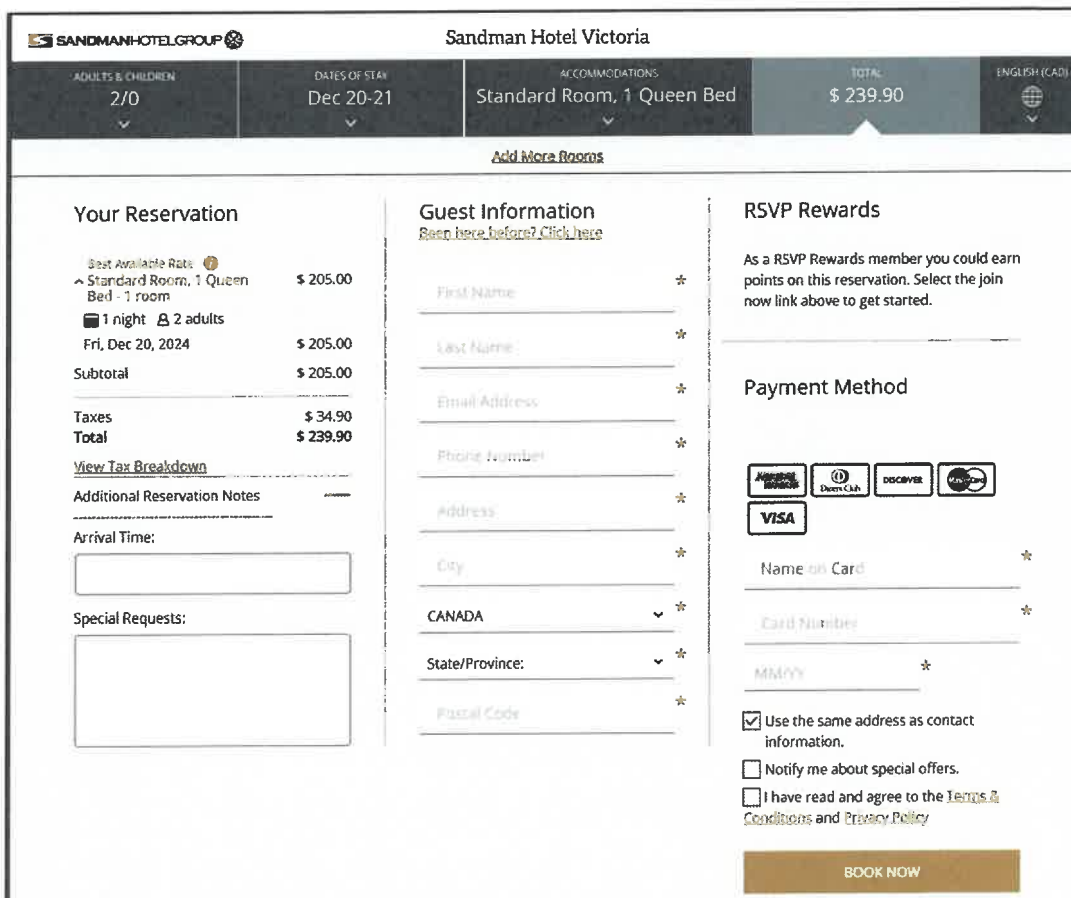 SANDMANHOTELGROUP
Sandman Hotel Victoria
ADULTS & CHILDREN
2/0
DATES OF STAY
Dec 20-21
ACCOMMODATIONS
Standard Room, 1 Queen Bed
TOTAL
$ 239.90
ENGLISH (CAD)
Add More Rooms
Your Reservation
Best Available Rate
Standard Room, 1 Queen
Bed - 1 room
$ 205.00
1 night 2 adults
Fri, Dec 20, 2024 $ 205.00
Subtotal $ 205.00
Taxes $ 34.90
Total $ 239.90
View Tax Breakdown
Additional Reservation Notes
Arrival Time:
Special Requests:
Guest Information
Been here before? Click here
First Name *
Last Name *
Email Address *
Phone Number *
Address *
City *
CANADA *
State/Province: *
Postal Code *
RSVP Rewards
As a RSVP Rewards member you could earn
points on this reservation. Select the join
now link above to get started.
Payment Method
AMERICAN EXPRESS
Diners Club
DISCOVER
MasterCard
VISA
Name on Card *
Card Number *
MM/YY *
Use the same address as contact
information.
Notify me about special offers.
I have read and agree to the Terms &
Conditions and Privacy Policy
BOOK NOW